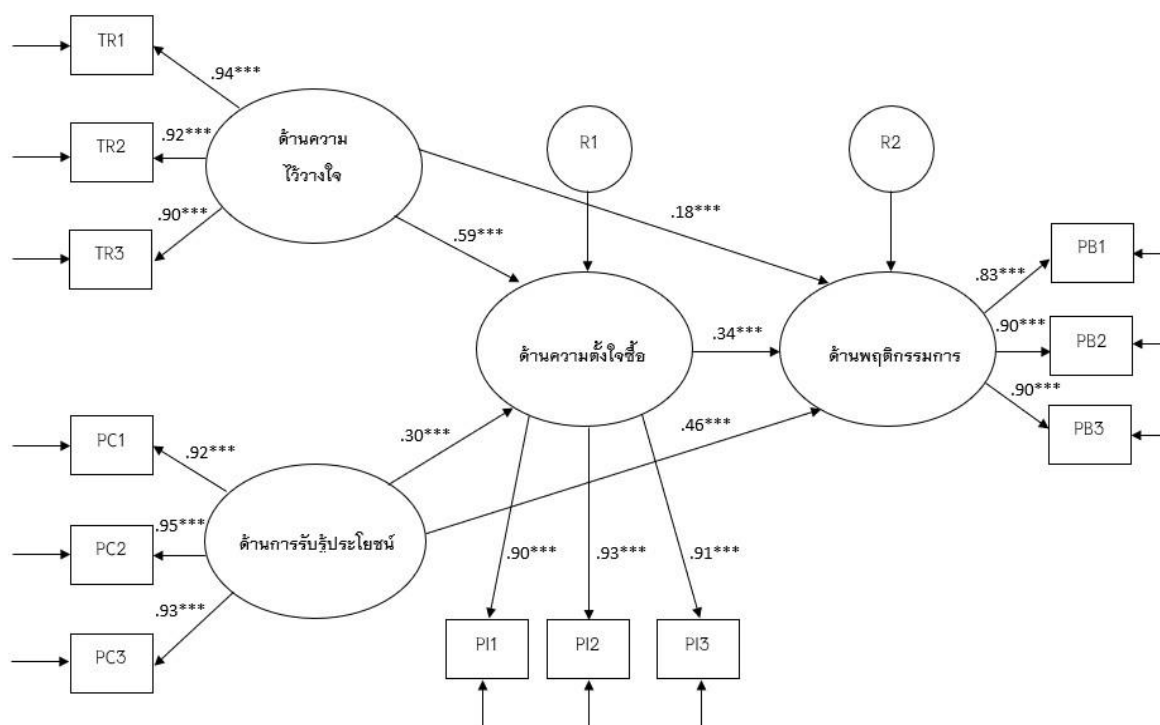 TR1
.94***
TR2
.92***
TR3
.90***
ด้านความ
ไว้วางใจ
R1
R2
.18***
.59***
PB1
.83***
PB2
.90***
PB3
.90***
ด้านความตั้งใจซื้อ
.34***
ด้านพฤติกรรมการ
PC1
.92***
PC2
.95***
PC3
.93***
ด้านการรับรู้ประโยชน์
.30***
.46***
.90***
.93***
.91***
PI1
PI2
PI3